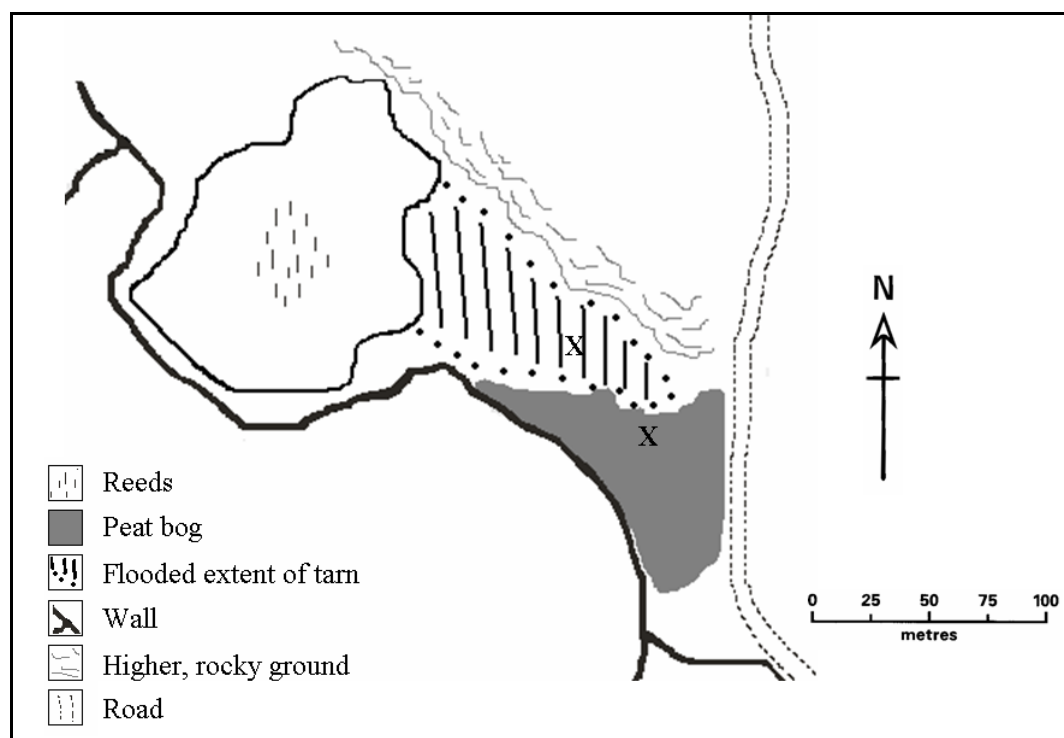 N
X
X
Reeds
Peat bog
Flooded extent of tarn
Wall
Higher, rocky ground
Road
0 25 50 75 100
metres